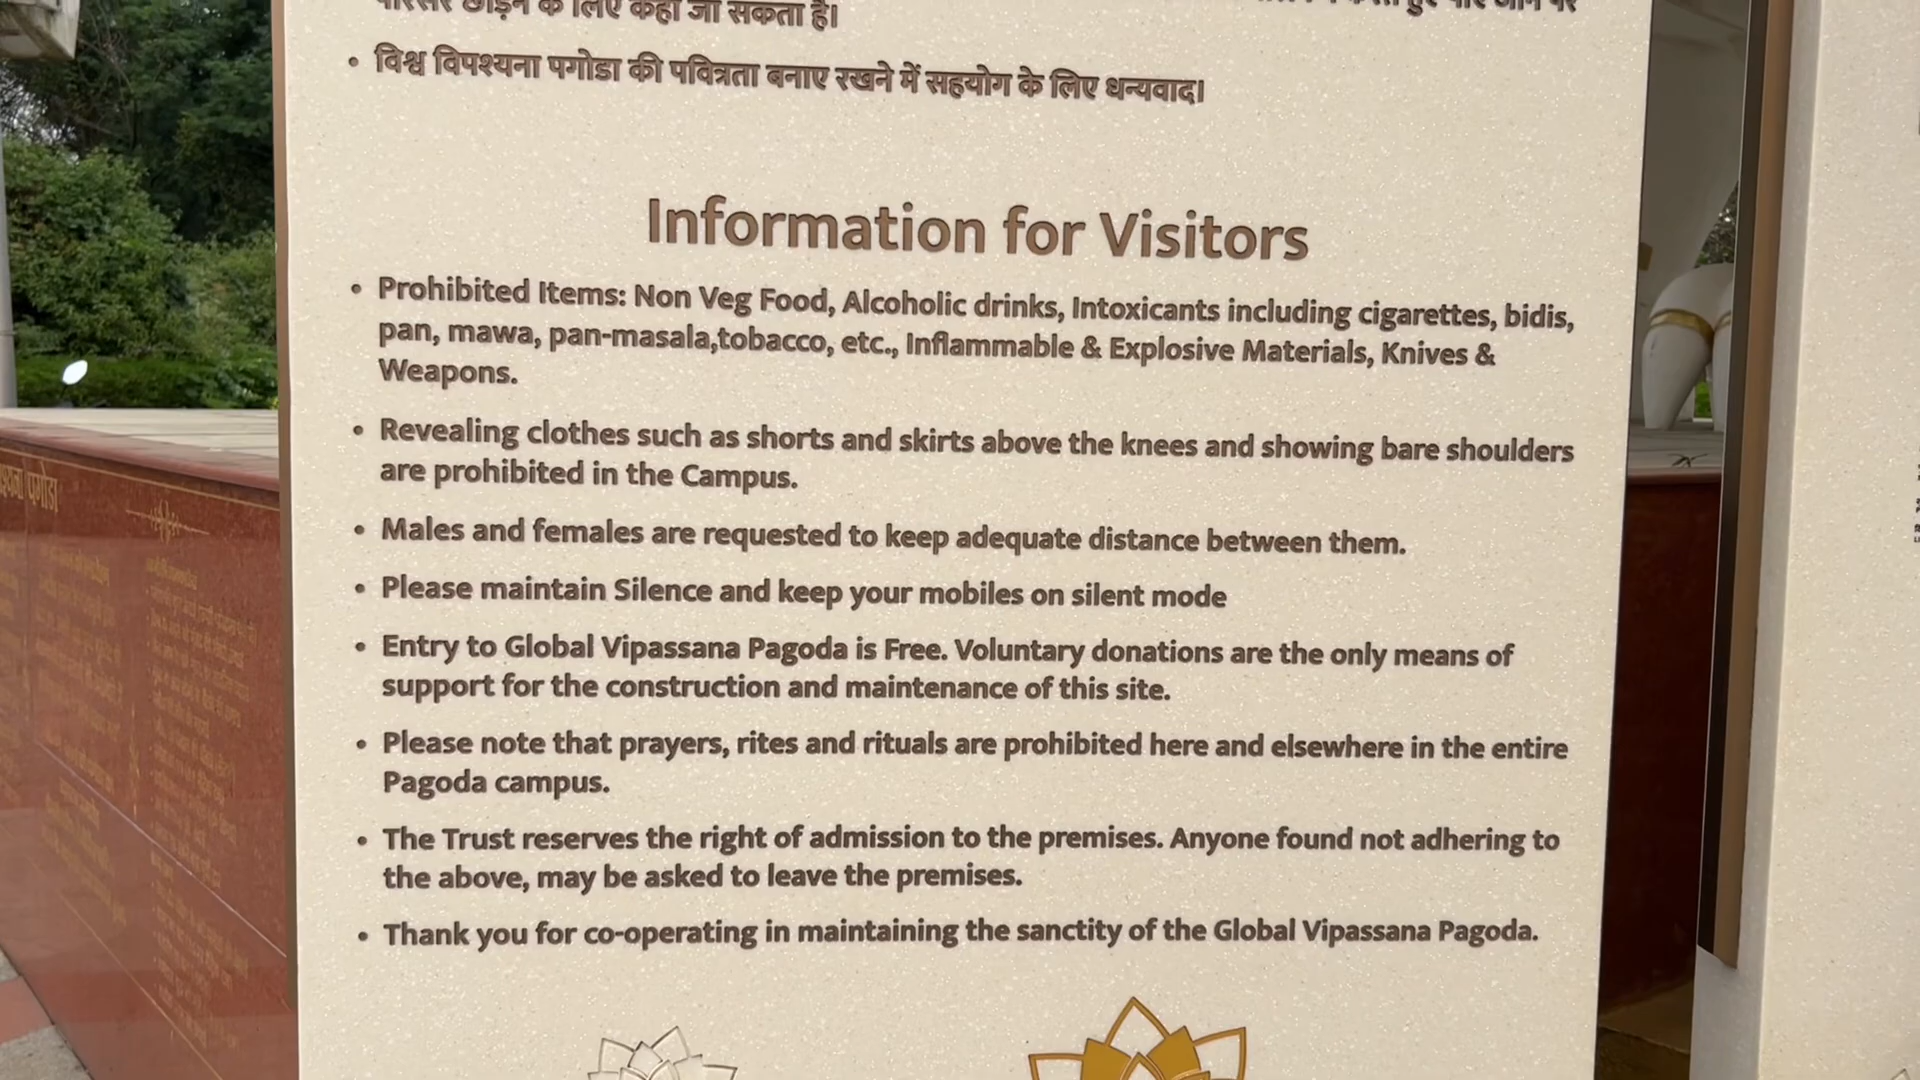 परिसर छोड़ने के लिए कहा जा सकता है।
• विश्व विपश्यना पगोडा की पवित्रता बनाए रखने में सहयोग के लिए धन्यवाद।
Information for Visitors
• Prohibited Items: Non Veg Food, Alcoholic drinks, Intoxicants including cigarettes, bidis,
pan, mawa, pan-masala,tobacco, etc., Inflammable & Explosive Materials, Knives &
Weapons.
• Revealing clothes such as shorts and skirts above the knees and showing bare shoulders
are prohibited in the Campus.
• Males and females are requested to keep adequate distance between them.
• Please maintain Silence and keep your mobiles on silent mode
• Entry to Global Vipassana Pagoda is Free. Voluntary donations are the only means of
support for the construction and maintenance of this site.
• Please note that prayers, rites and rituals are prohibited here and elsewhere in the entire
Pagoda campus.
• The Trust reserves the right of admission to the premises. Anyone found not adhering to
the above, may be asked to leave the premises.
• Thank you for co-operating in maintaining the sanctity of the Global Vipassana Pagoda.
पगोडा